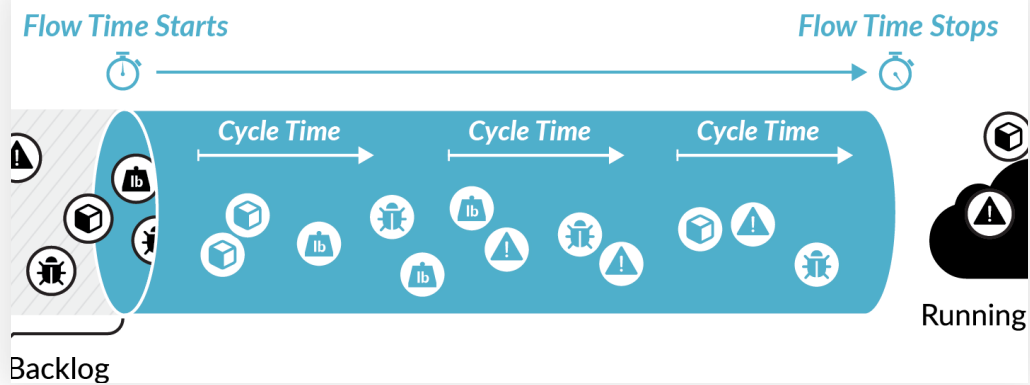 Flow Time Starts
Flow Time Stops
Cycle Time
Cycle Time
Cycle Time
lb
lb
lb
lb
Running
Backlog